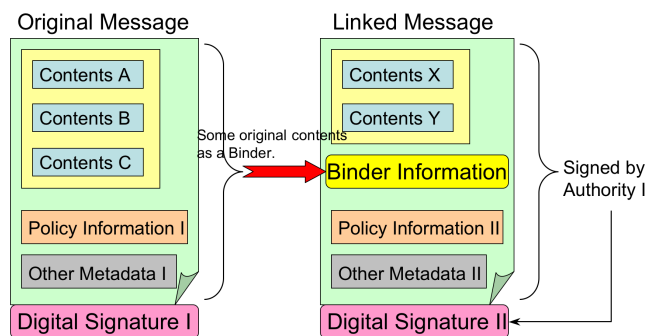 Original Message
Contents A
Contents B
Contents C
Policy Information I
Other Metadata I
Digital Signature I
Some original contents
as a Binder.
Linked Message
Contents X
Contents Y
Binder Information
Policy Information II
Other Metadata II
Digital Signature II
Signed by
Authority I